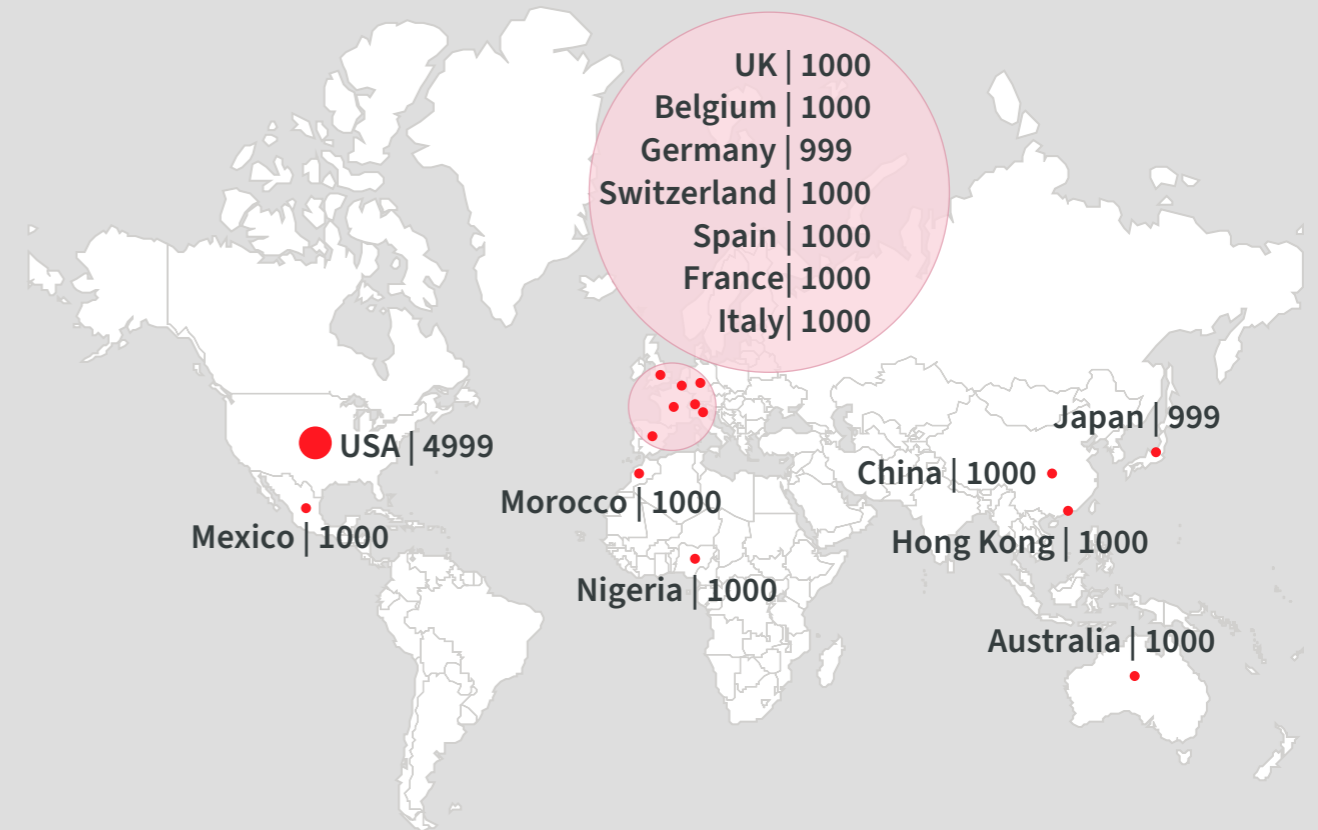 UK | 1000
Belgium | 1000
Germany | 999
Switzerland | 1000
Spain | 1000
France| 1000
Italy| 1000
Japan | 999
USA | 4999
China | 1000
Morocco | 1000
Mexico | 1000
Hong Kong | 1000
Nigeria | 1000
Australia | 1000